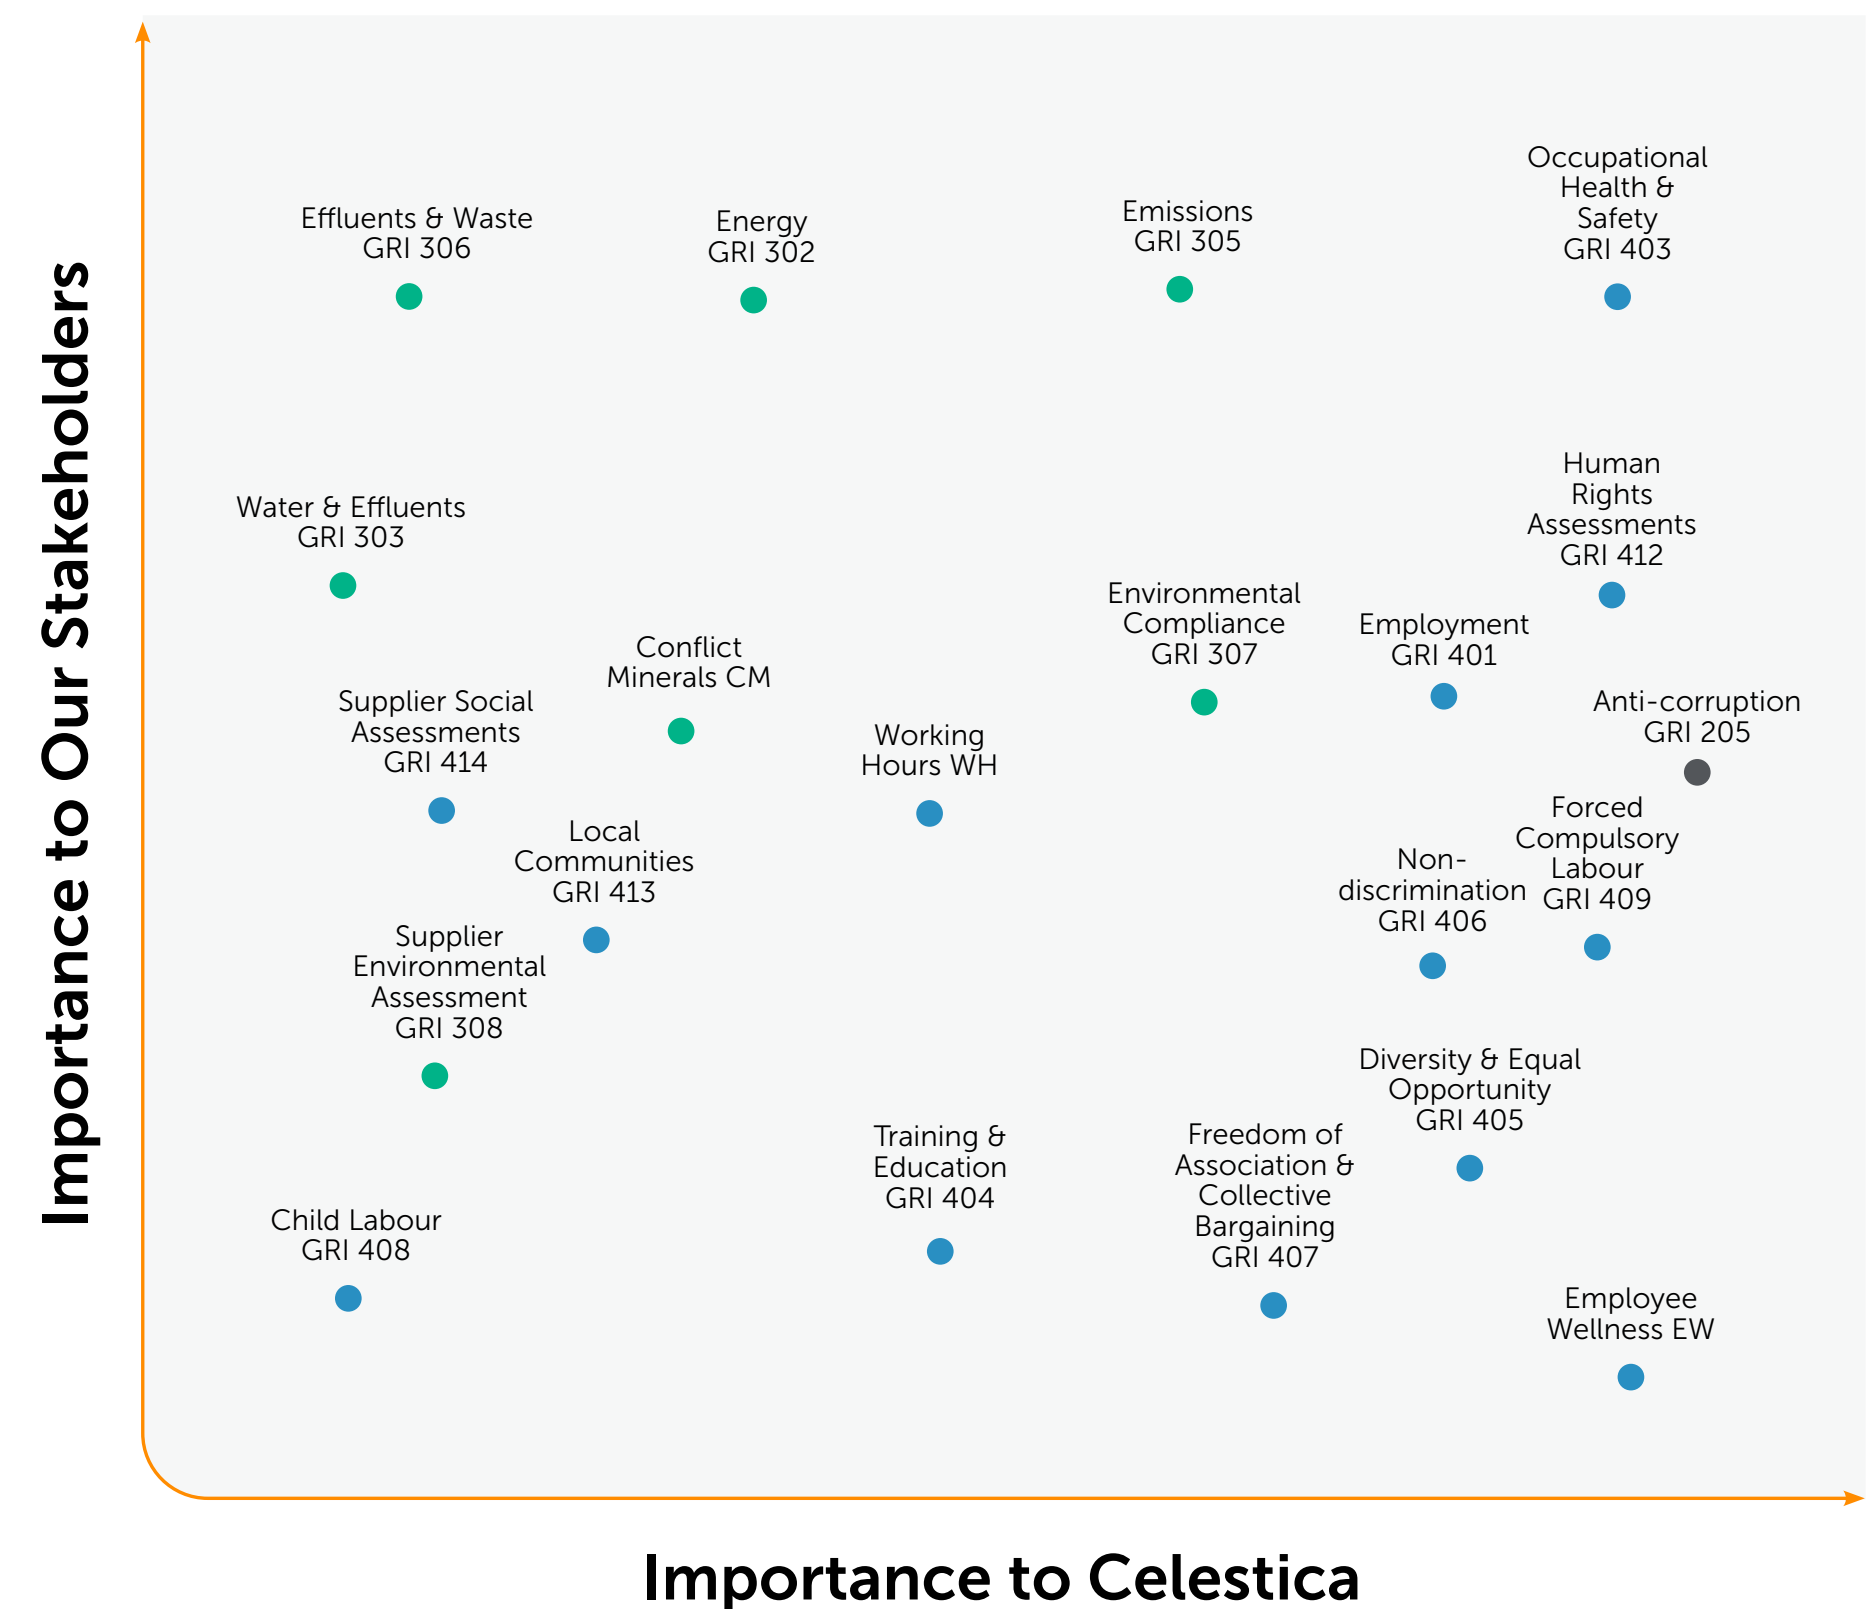 Importance to Our Stakeholders
Effluents & Waste
GRI 306
Energy
GRI 302
Emissions
GRI 305
Occupational
Health &
Safety
GRI 403
Water & Effluents
GRI 303
Human
Rights
Assessments
GRI 412
Conflict
Minerals CM
Environmental
Compliance
GRI 307
Employment
GRI 401
Supplier Social
Assessments
GRI 414
Working
Hours WH
Anti-corruption
GRI 205
Local
Communities
GRI 413
Non-
discrimination
GRI 406
Forced
Compulsory
Labour
GRI 409
Supplier
Environmental
Assessment
GRI 308
Diversity & Equal
Opportunity
GRI 405
Training &
Education
GRI 404
Freedom of
Association &
Collective
Bargaining
GRI 407
Child Labour
GRI 408
Employee
Wellness EW
Importance to Celestica